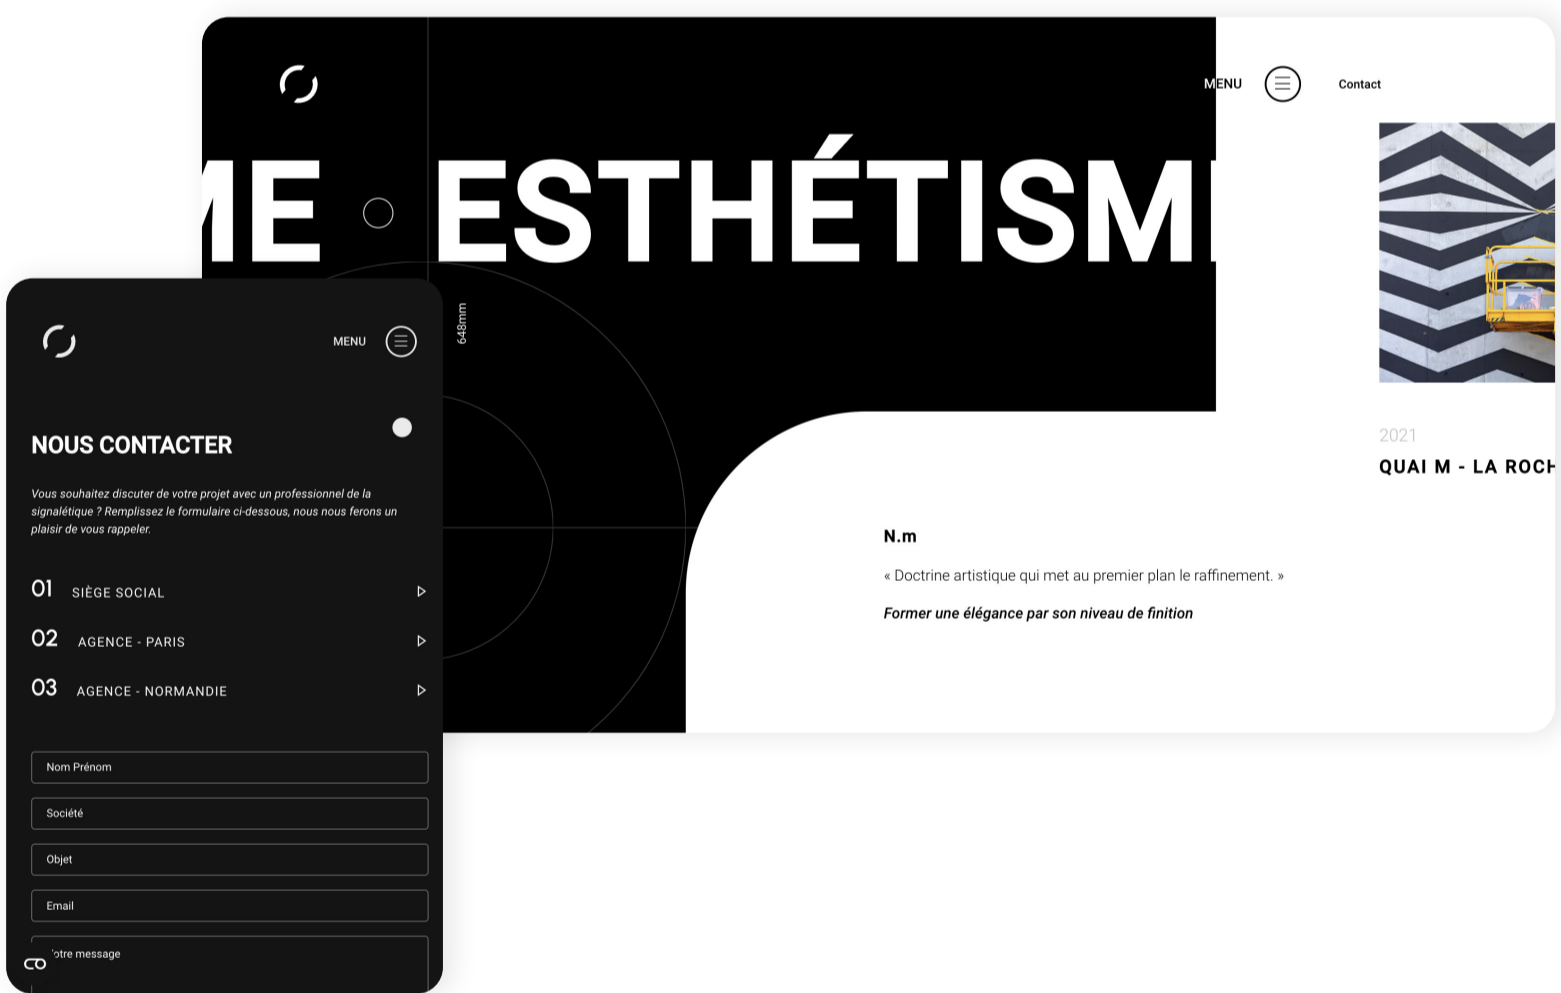 MENU
Contact
ME
ESTHÉTISM
648mm
2021
QUAI M - LA ROCH
N.m
« Doctrine artistique qui met au premier plan le raffinement. »
Former une élégance par son niveau de finition
MENU
NOUS CONTACTER
Vous souhaitez discuter de votre projet avec un professionnel de la
signalétique ? Remplissez le formulaire ci-dessous, nous nous ferons un
plaisir de vous rappeler.
01 SIÈGE SOCIAL
02 AGENCE - PARIS
03 AGENCE - NORMANDIE
Nom Prénom
Société
Objet
Email
otre message